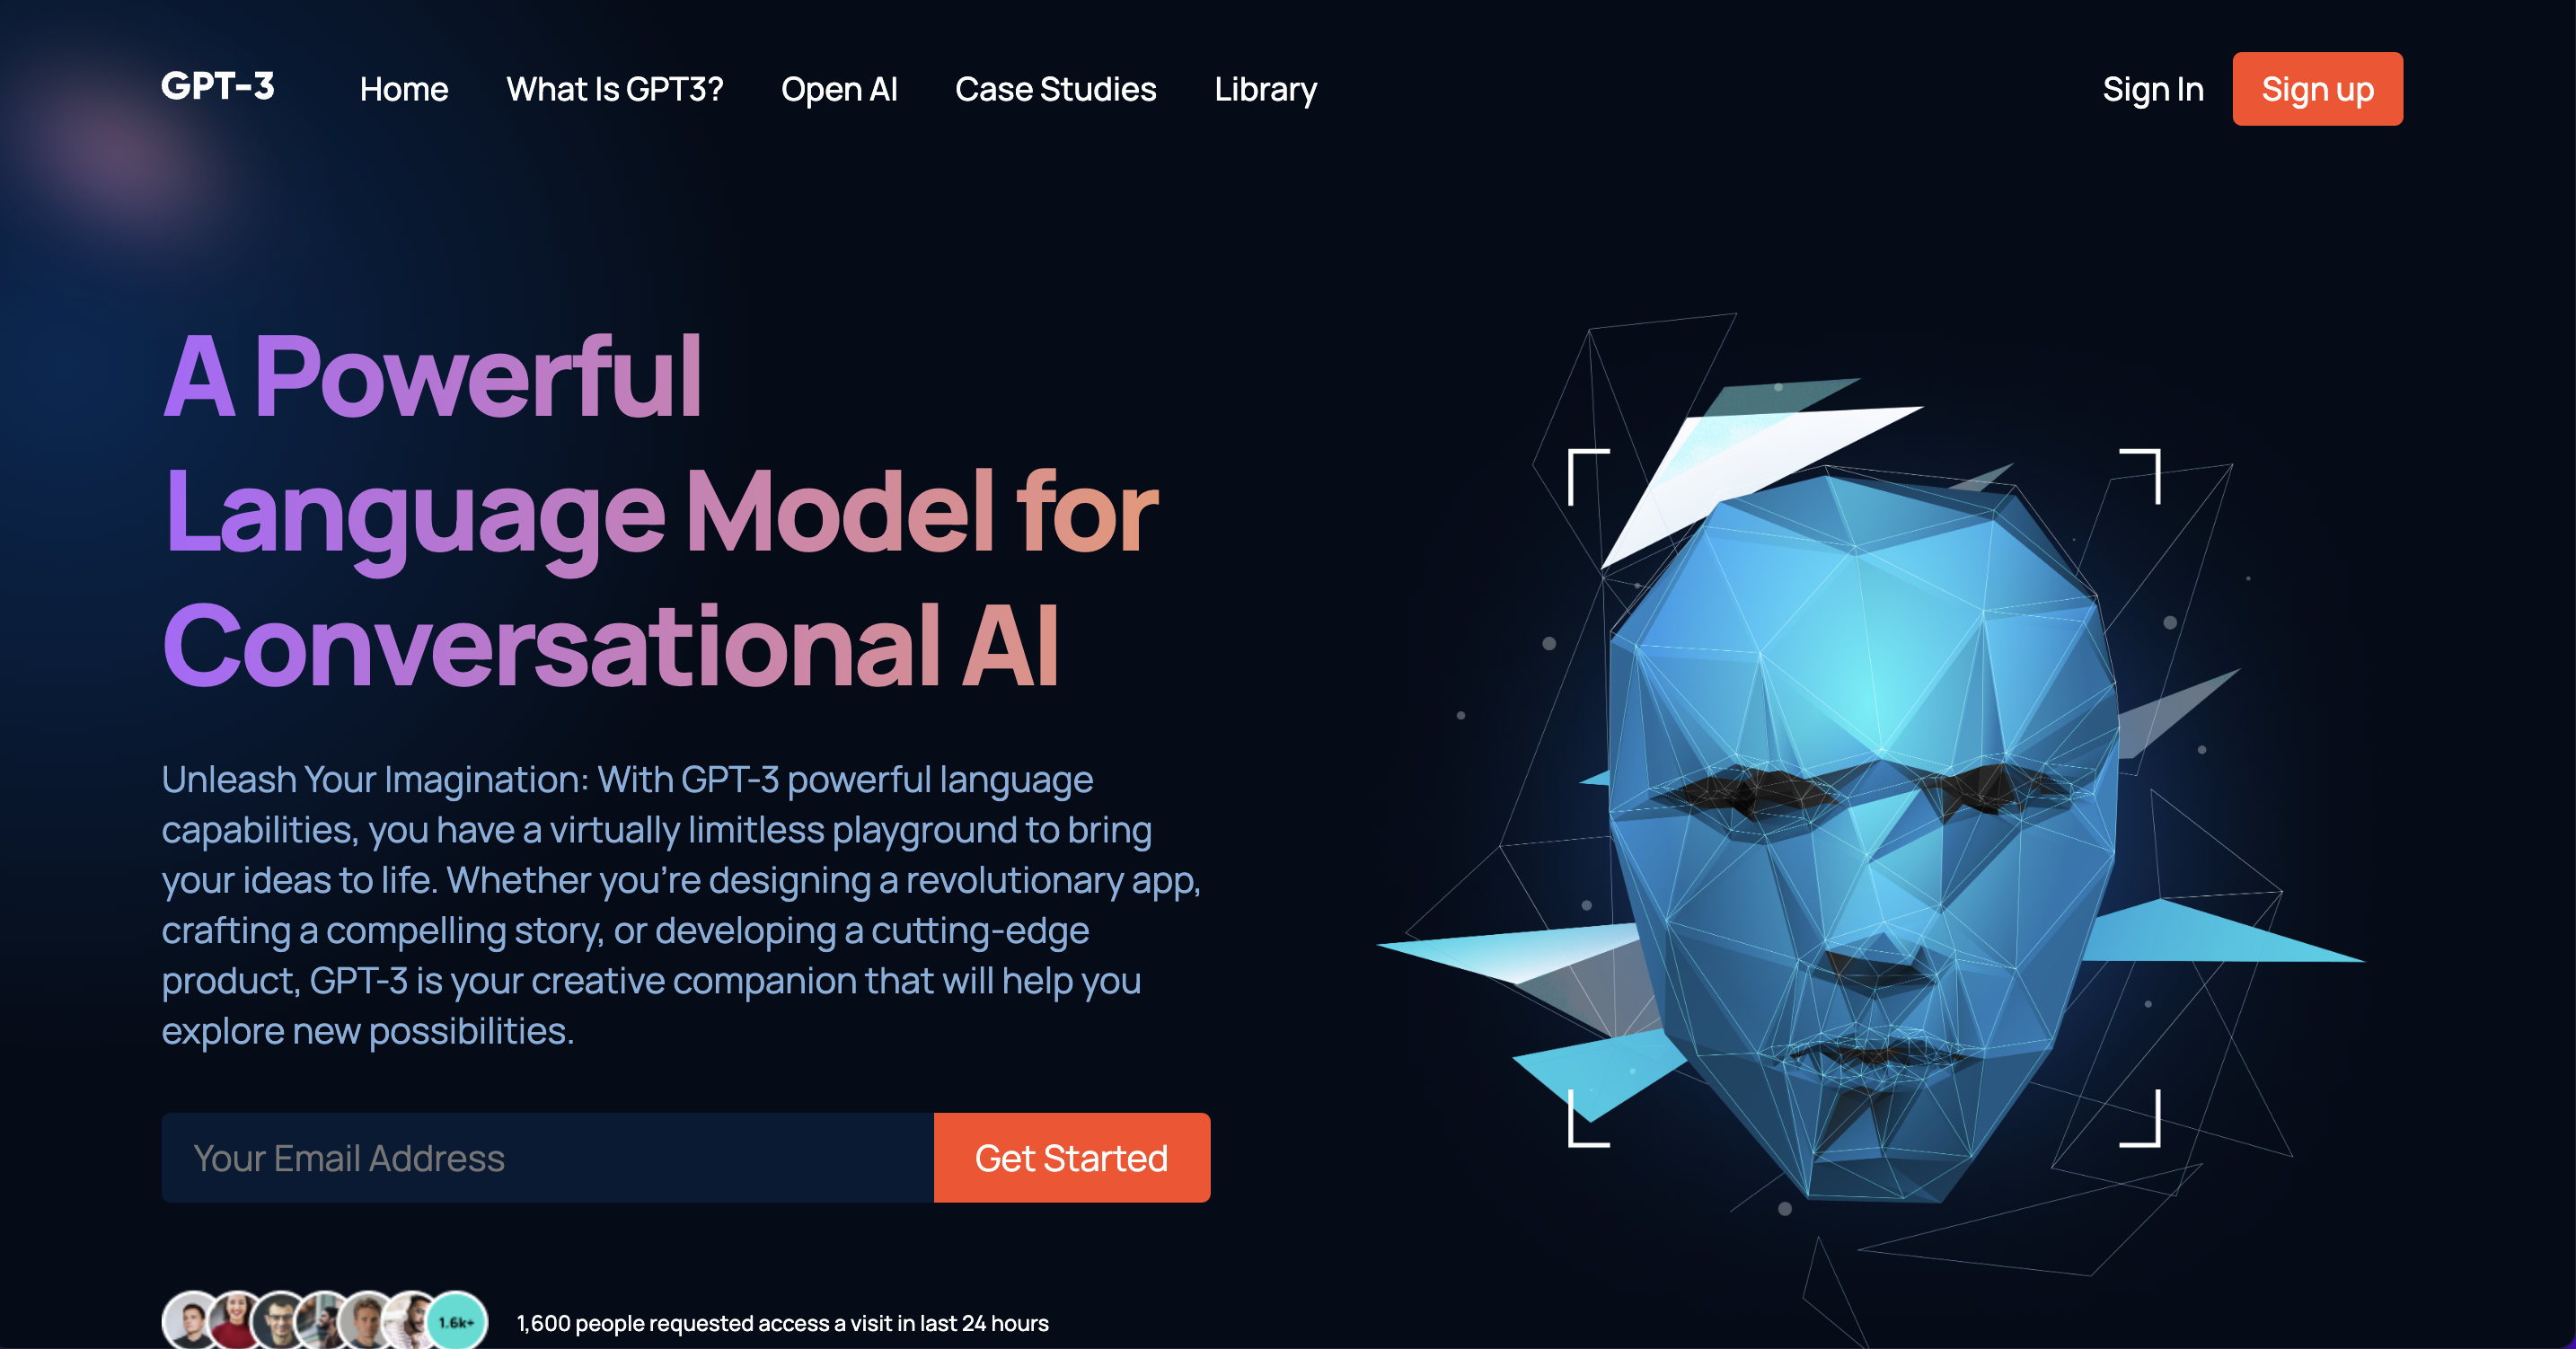 GPT-3
Home
What Is GPT3?
Open AI
Case Studies
Library
Sign In
Sign up
A Powerful
Language Model for
Conversational AI
Unleash Your Imagination: With GPT-3 powerful language
capabilities, you have a virtually limitless playground to bring
your ideas to life. Whether you’re designing a revolutionary app,
crafting a compelling story, or developing a cutting-edge
product, GPT-3 is your creative companion that will help you
explore new possibilities.
Your Email Address
Get Started
1.6k+
1,600 people requested access a visit in last 24 hours